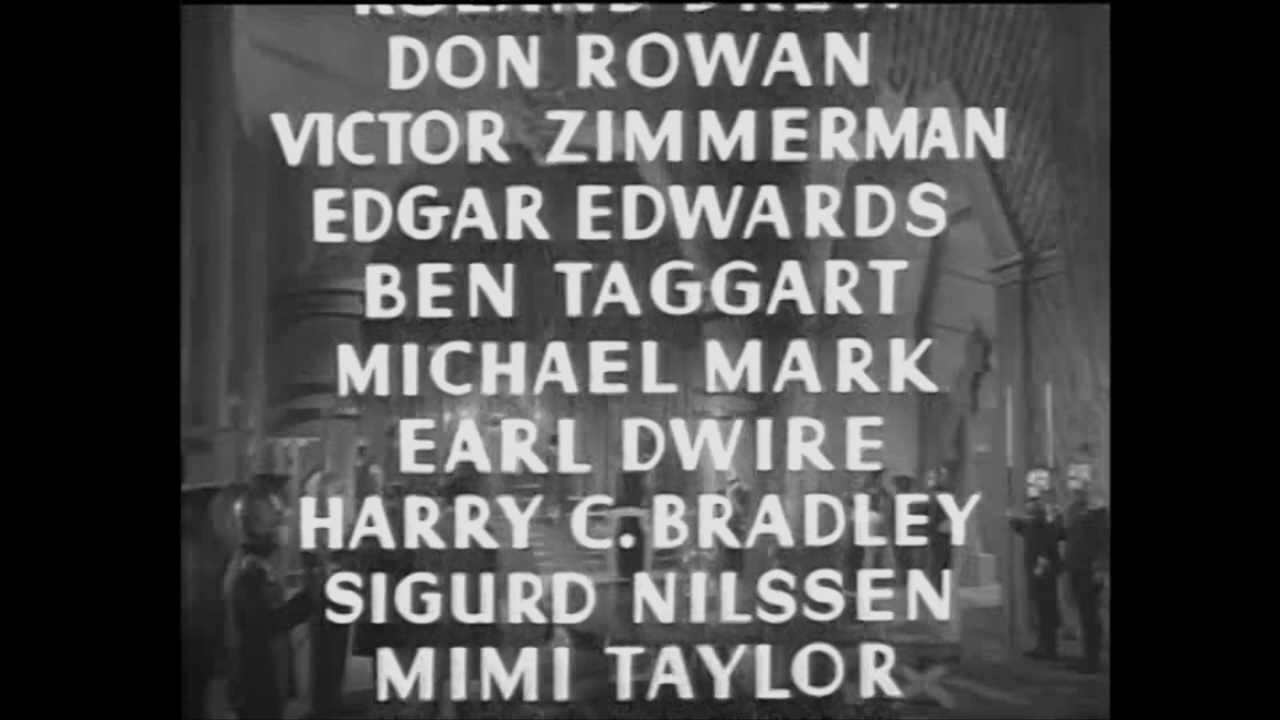 DON ROWAN
VICTOR ZIMMERMAN
EDGAR EDWARDS
BEN TAGGART
MICHAEL MARK
EARL DWIRE
HARRY C. BRADLEY
SIGURD NILSSEN
MIMI TAYLOR